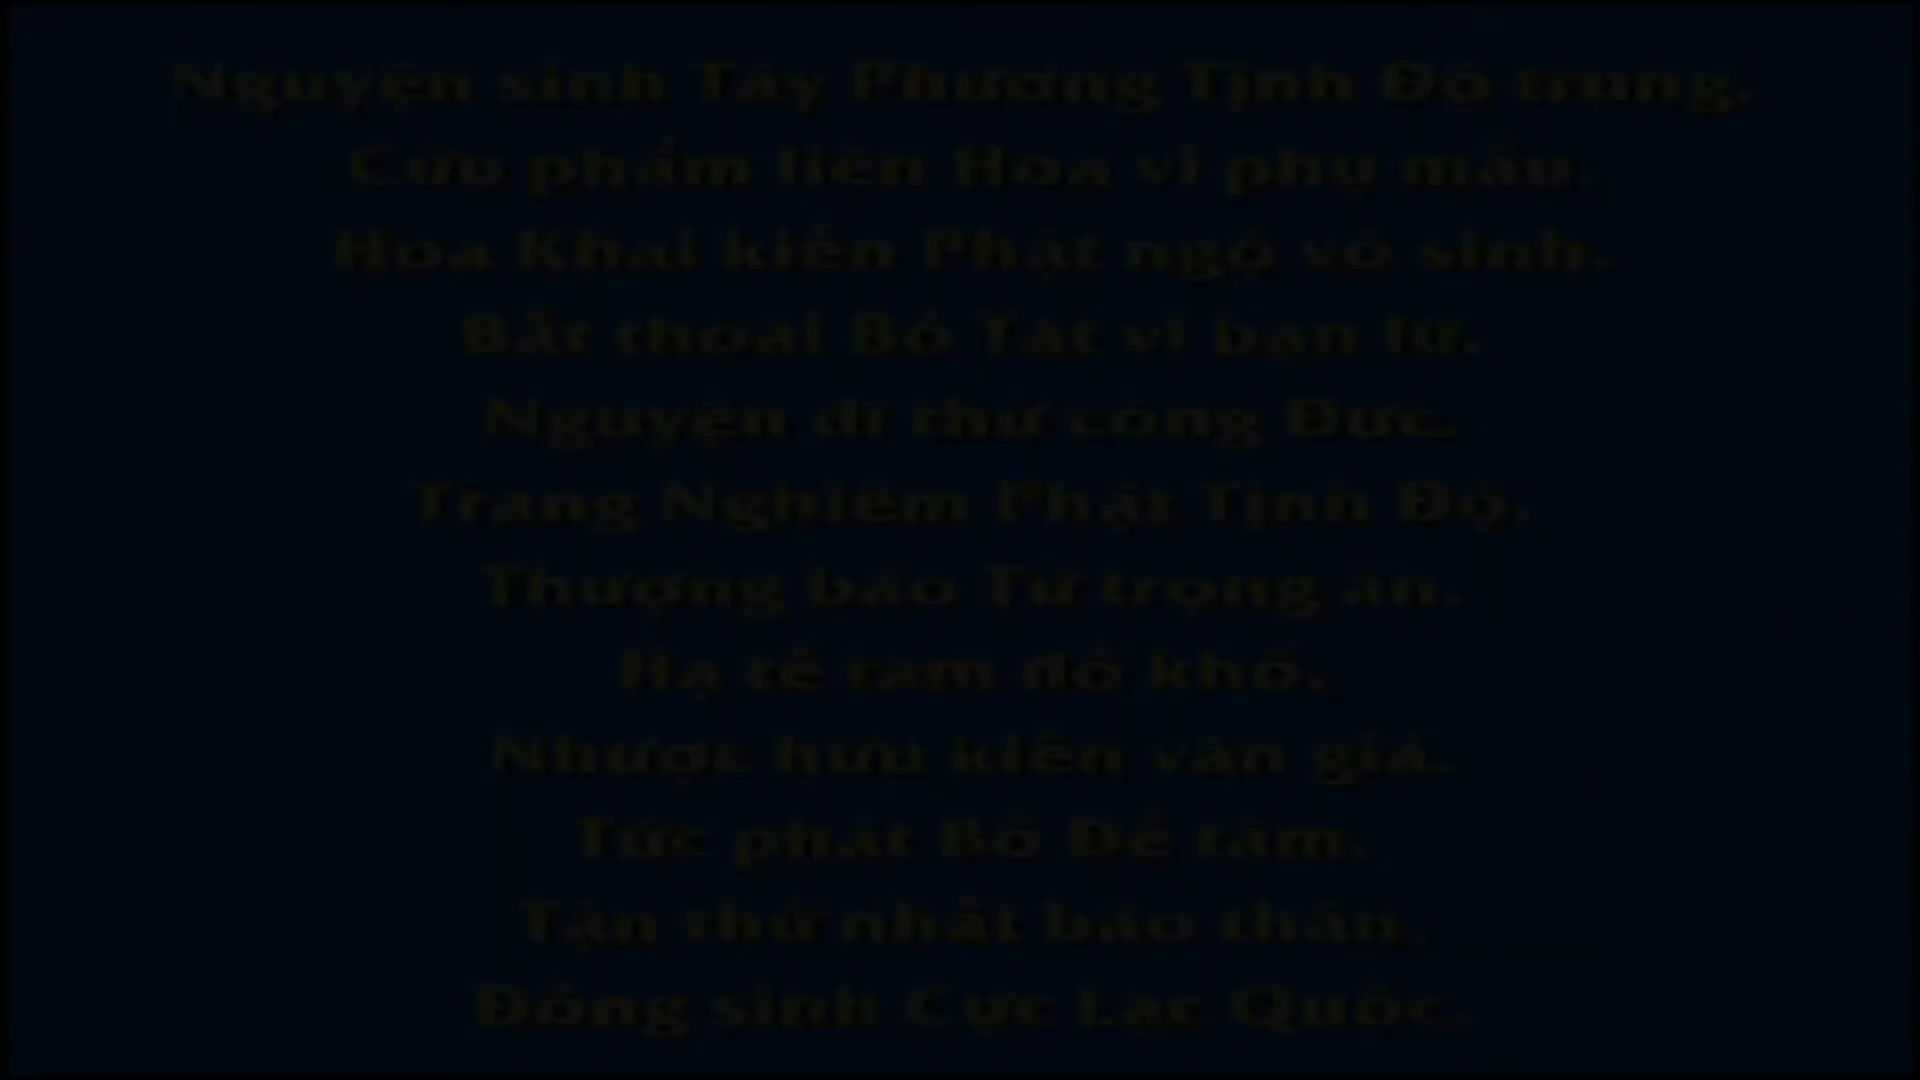 Nguyện sinh Tây Phương Tịnh Độ trung.
Cửu phẩm liên Hoa vi phụ mẫu.
Hoa Khai kiến Phật ngộ vô sinh.
Bất thoái Bồ Tát vi bạn lử.
Nguyện dĩ thử công Đức.
Trang Nghiêm Phật Tịnh Độ.
Thượng báo Tứ trọng ân.
Hạ tế tam đồ khổ.
Nhược hữu kiến văn giả.
Tức phát Bồ Đề tâm.
Tận thử nhất báo thân.
Đồng sinh Cực Lạc Quốc.